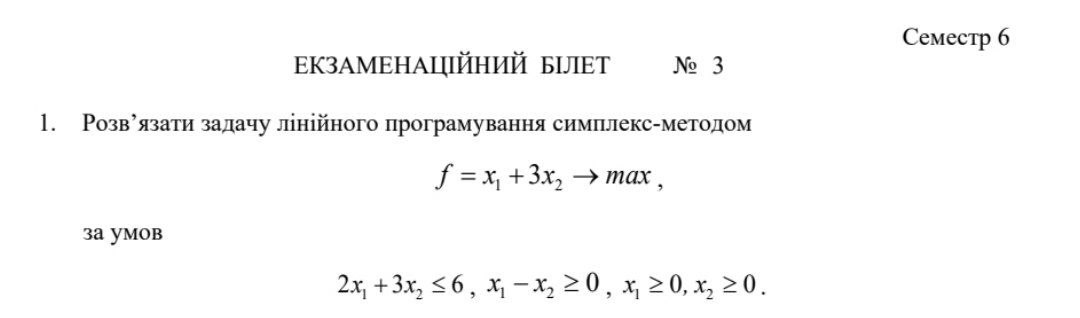 Семестр 6
ЕКЗАМЕНАЦІЙНИЙ БІЛЕТ № 3
1. Розв’язати задачу лінійного програмування симплекс-методом
f = x₁ + 3x₂ → max ,
за умов
2x₁ + 3x₂ ≤ 6 , x₁ − x₂ ≥ 0 , x₁ ≥ 0, x₂ ≥ 0 .